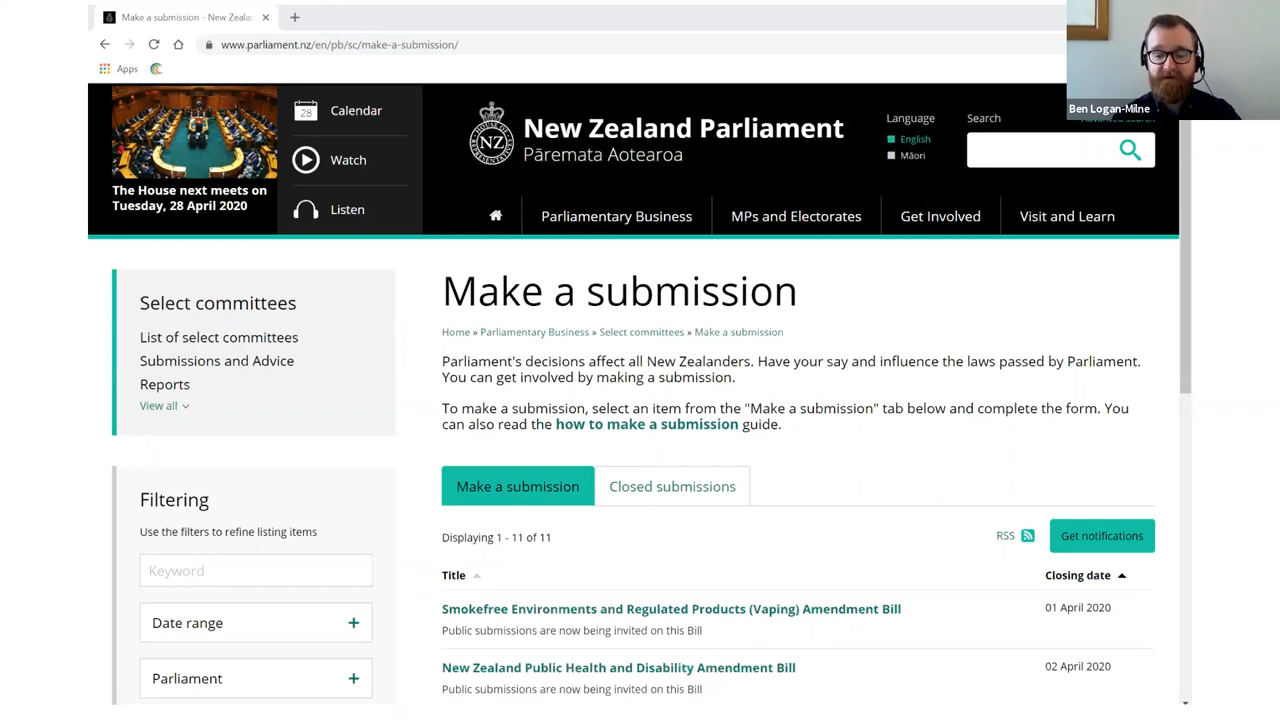 Make a submission - New Zealan
www.parliament.nz/en/pb/sc/make-a-submission/
Apps
Ben Logan-Milne
The House next meets on
Tuesday, 28 April 2020
28
Calendar
Watch
Listen
HOUSE OF REPRESENTATIVES
NZ
New Zealand Parliament
Pāremata Aotearoa
Language
English
Māori
Search
Advanced search
Parliamentary Business
MPs and Electorates
Get Involved
Visit and Learn
Select committees
List of select committees
Submissions and Advice
Reports
View all
Filtering
Use the filters to refine listing items
Keyword
Date range +
Parliament +
Make a submission
Home » Parliamentary Business » Select committees » Make a submission
Parliament's decisions affect all New Zealanders. Have your say and influence the laws passed by Parliament.
You can get involved by making a submission.
To make a submission, select an item from the "Make a submission" tab below and complete the form. You
can also read the how to make a submission guide.
Make a submission
Closed submissions
Displaying 1 - 11 of 11
RSS
Get notifications
Title
Closing date
Smokefree Environments and Regulated Products (Vaping) Amendment Bill
01 April 2020
Public submissions are now being invited on this Bill
New Zealand Public Health and Disability Amendment Bill
02 April 2020
Public submissions are now being invited on this Bill